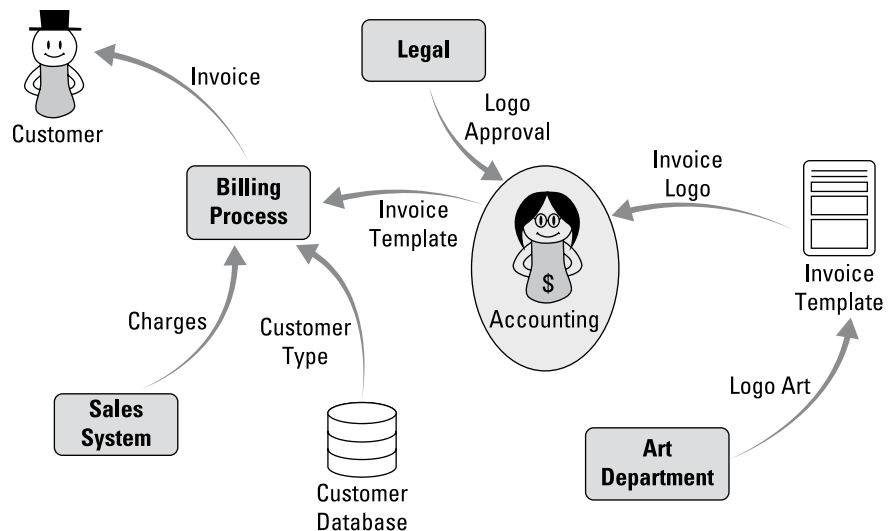 Legal
Invoice
Logo
Approval
Customer
Invoice
Logo
Billing
Process
Invoice
Template
$
Invoice
Template
Accounting
Charges
Customer
Type
Logo Art
Sales
System
Art
Department
Customer
Database